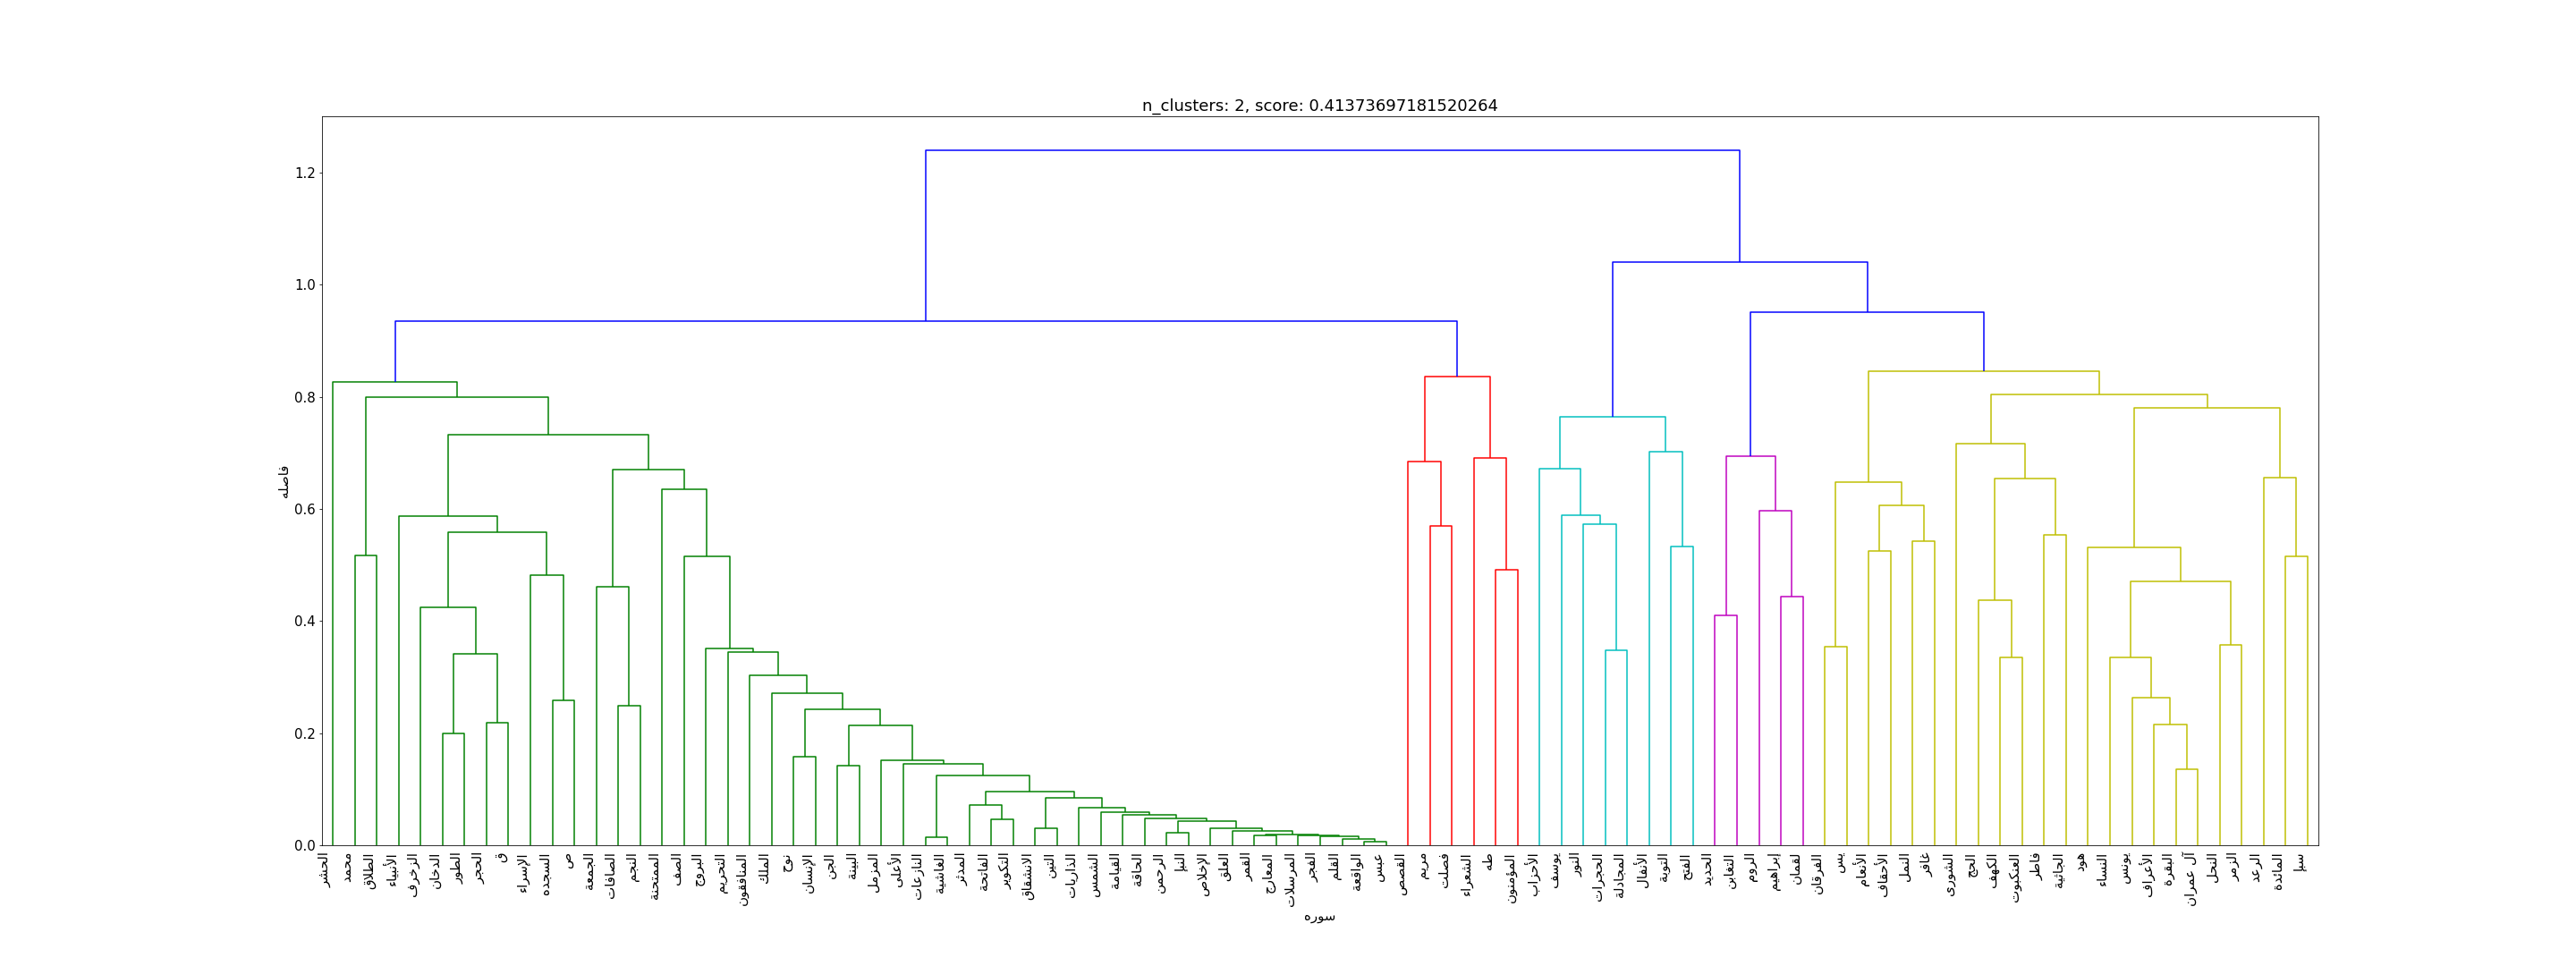 n_clusters: 2, score: 0.41373697181520264
1.2
1.0
0.8
0.6
0.4
0.2
0.0
فاصله
الحشر
محمد
الطلاق
الأنبياء
الزخرف
الدخان
الطور
الحجر
ق
الإسراء
السجده
ص
الجمعة
الصافات
النجم
الممتحنة
الصف
البروج
التحريم
المنافقون
الملك
نوح
الإنسان
الجن
البينة
المزمل
الأعلى
النازعات
الغاشية
المدثر
الفاتحة
التكوير
الانشقاق
التين
الذاريات
الشمس
القيامة
الحاقة
الرحمن
النبإ
الإخلاص
العلق
القمر
المعارج
المرسلات
الفجر
القلم
الواقعة
عبس
القصص
مريم
فصلت
الشعراء
طه
المؤمنون
الأحزاب
يوسف
النور
الحجرات
المجادلة
الأنفال
التوبة
الفتح
الحديد
التغابن
الروم
إبراهيم
لقمان
الفرقان
يس
الأنعام
الأحقاف
النمل
غافر
الشورى
الحج
الكهف
العنكبوت
فاطر
الجاثية
هود
النساء
يونس
الأعراف
البقرة
آل عمران
النحل
الزمر
الرعد
المائدة
سبإ
سوره